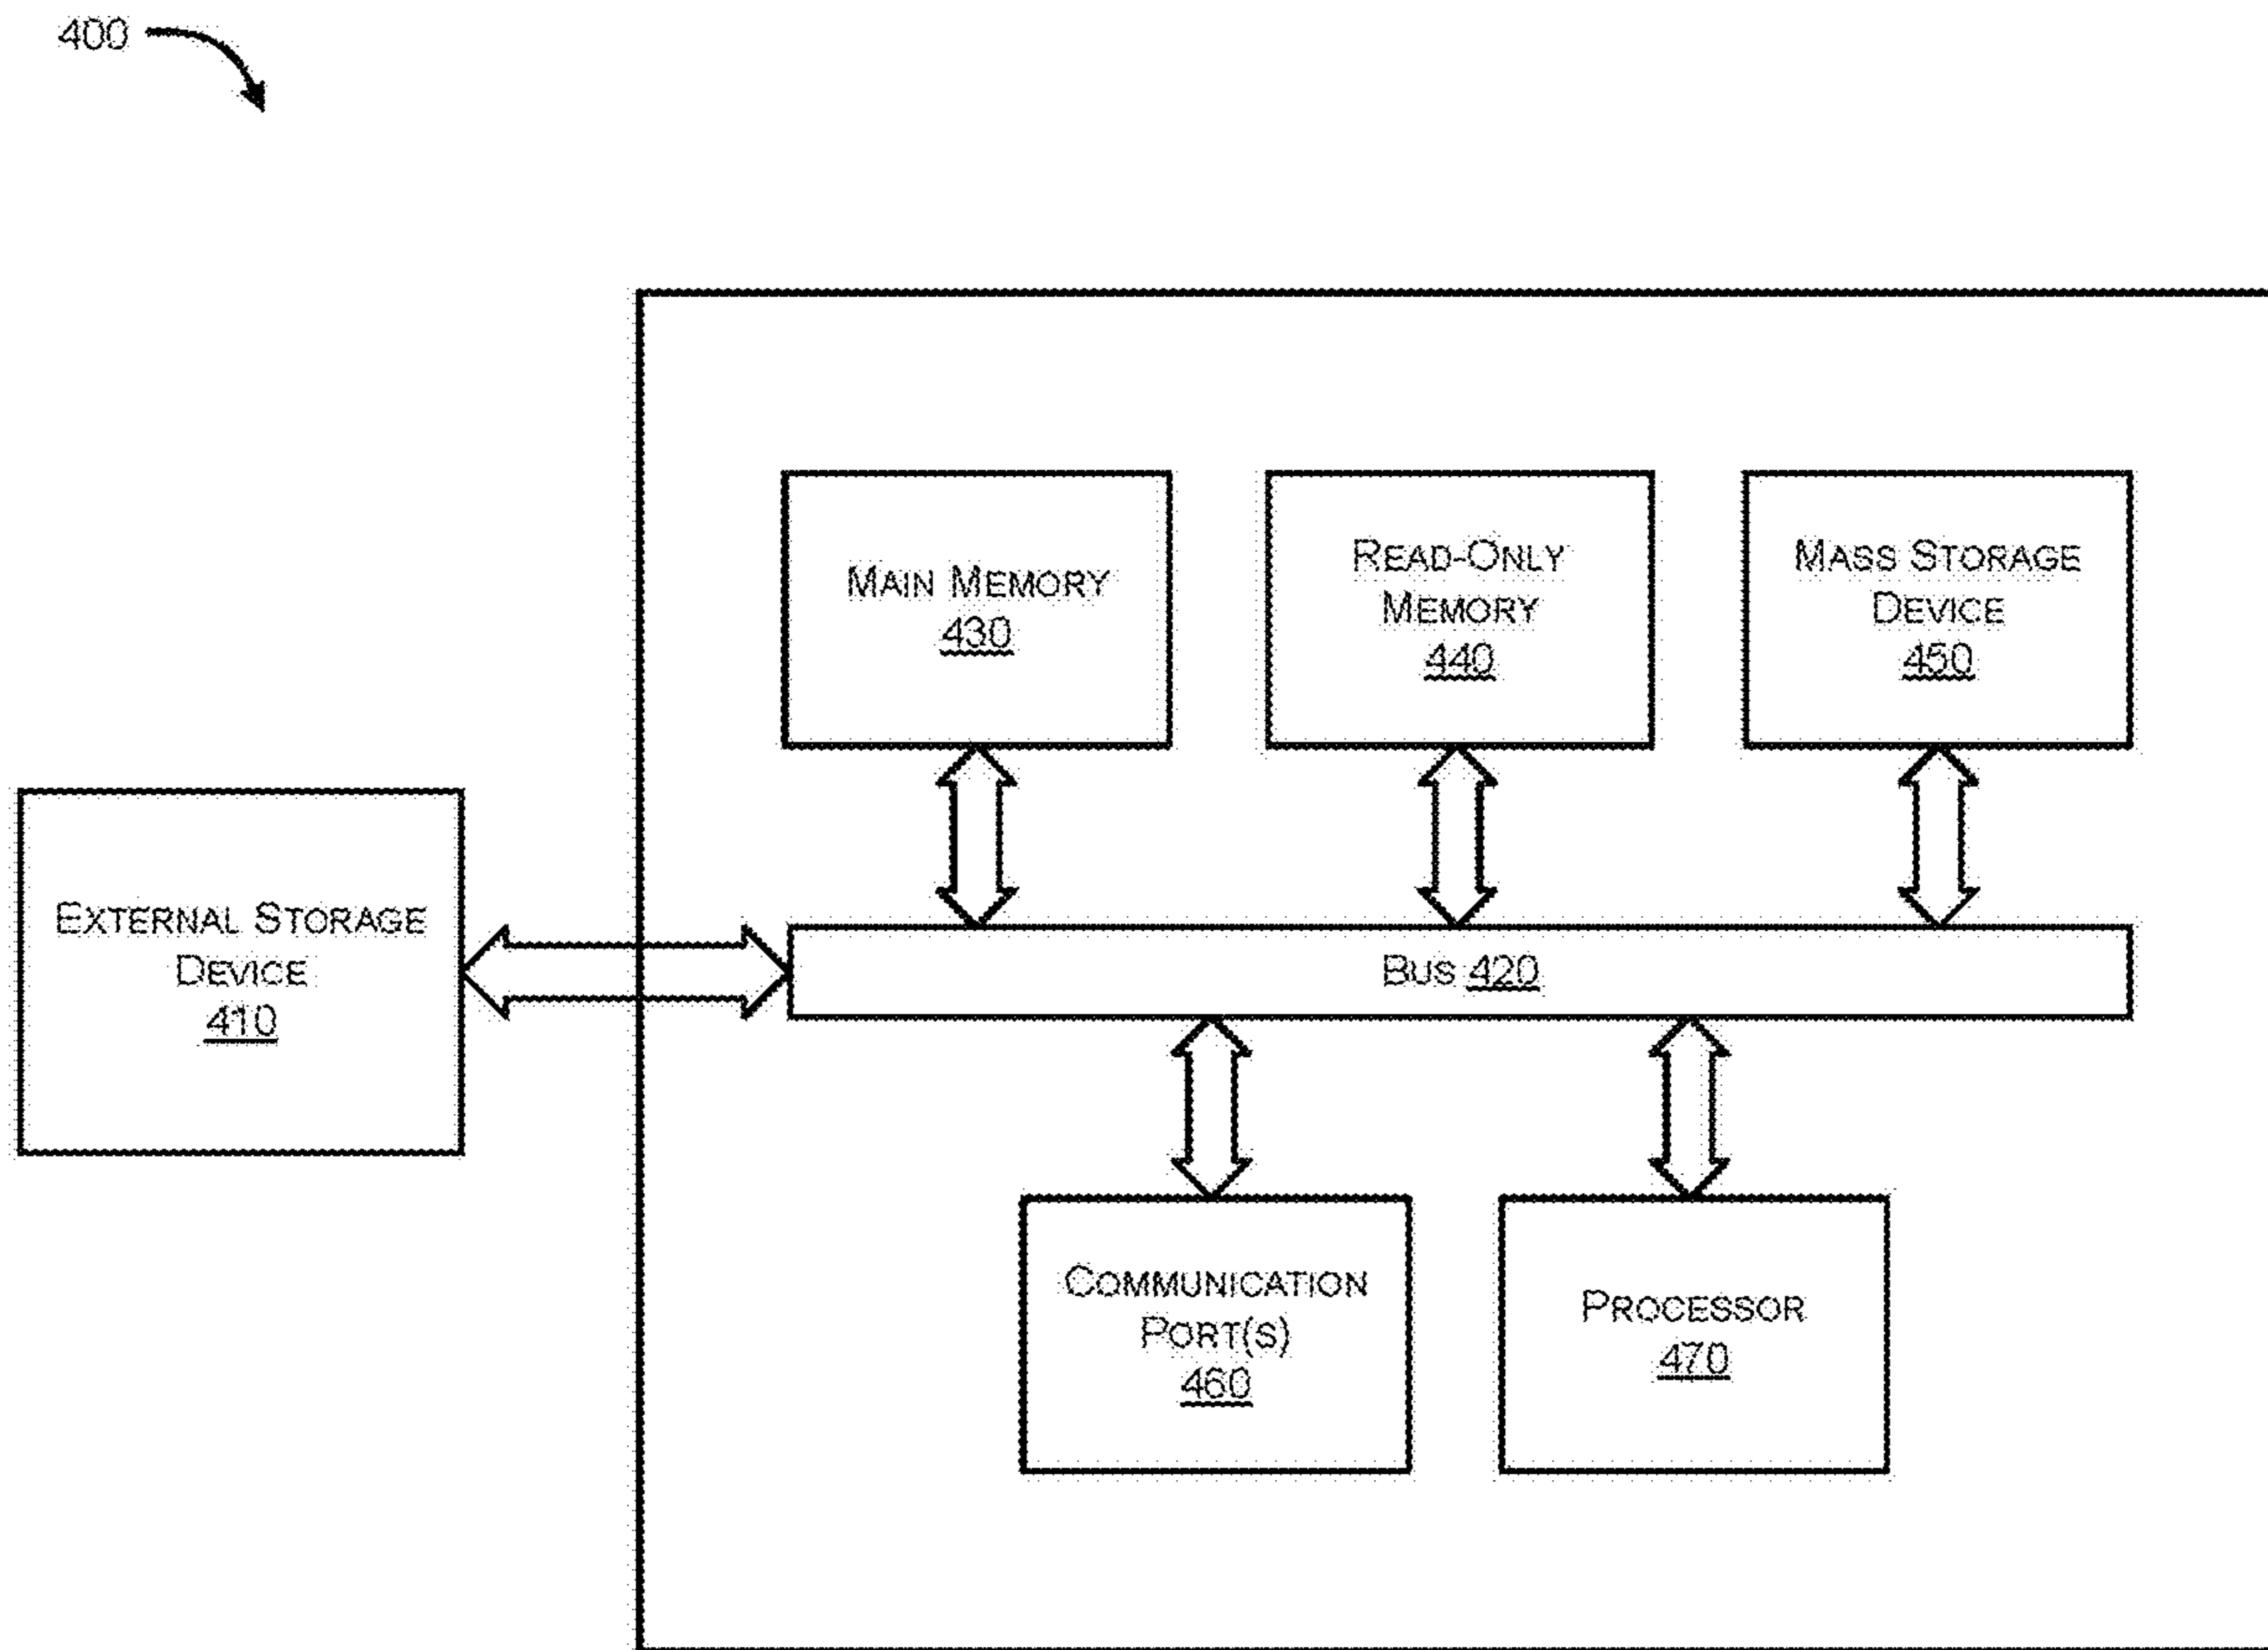 400
MAIN MEMORY
430
READ-ONLY
MEMORY
440
MASS STORAGE
DEVICE
450
EXTERNAL STORAGE
DEVICE
410
BUS 420
COMMUNICATION
PORT(S)
460
PROCESSOR
470